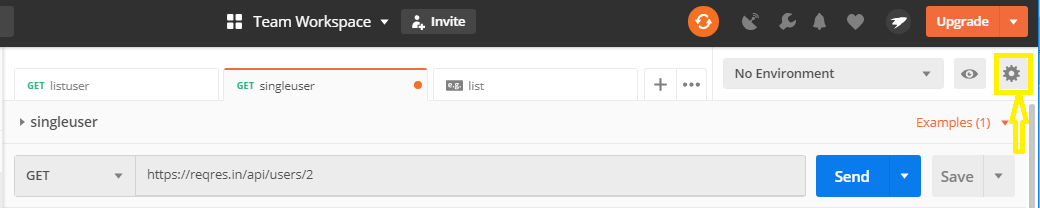 Team Workspace Invite Upgrade
GET listuser GET singleuser e.g. list No Environment
singleuser Examples (1)
GET https://reqres.in/api/users/2 Send Save